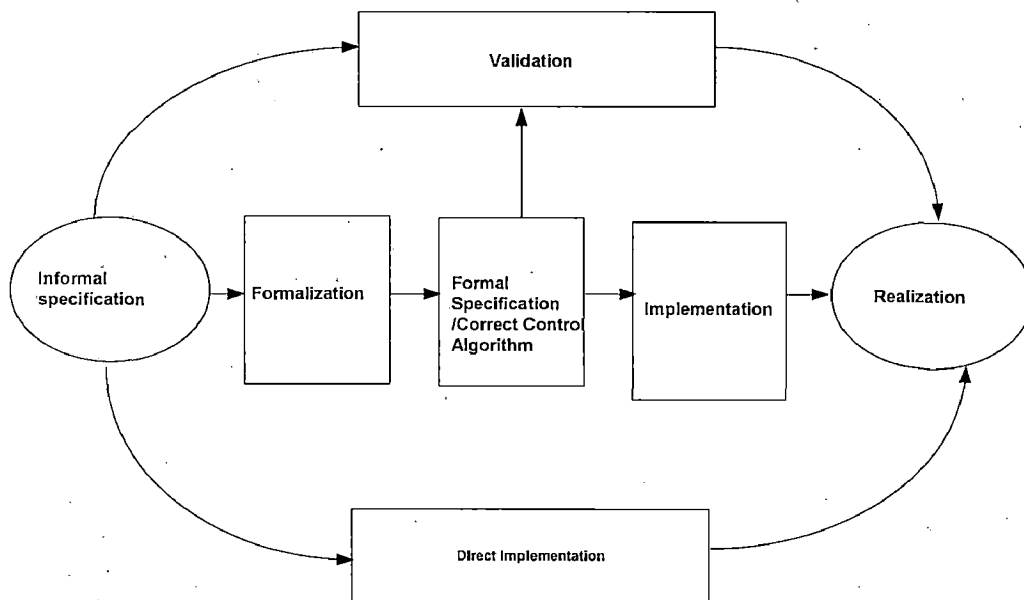 Validation
Informal
specification
Formalization
Formal
Specification
/Correct Control
Algorithm
Implementation
Realization
Direct Implementation